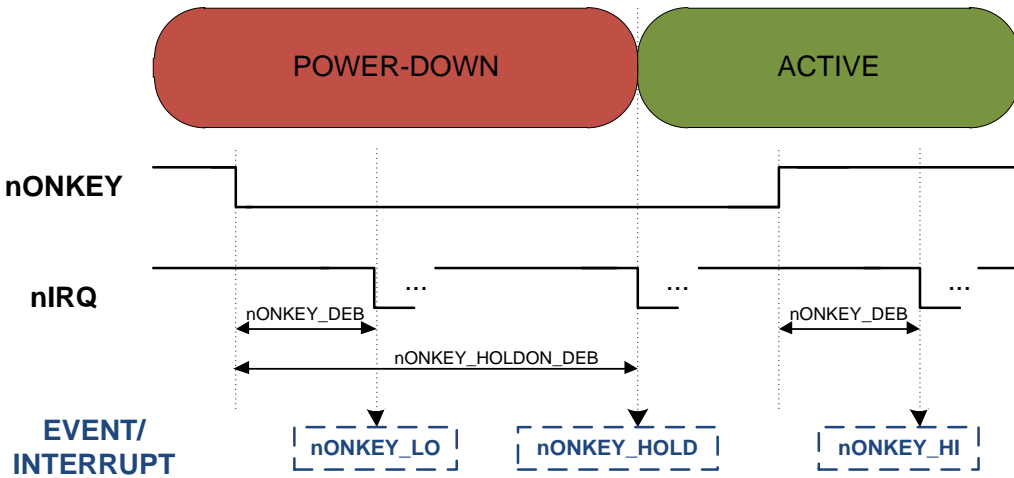 POWER-DOWN
ACTIVE
nONKEY
nIRQ
...
...
...
nONKEY_DEB
nONKEY_DEB
nONKEY_HOLDON_DEB
EVENT/
INTERRUPT
nONKEY_LO
nONKEY_HOLD
nONKEY_HI